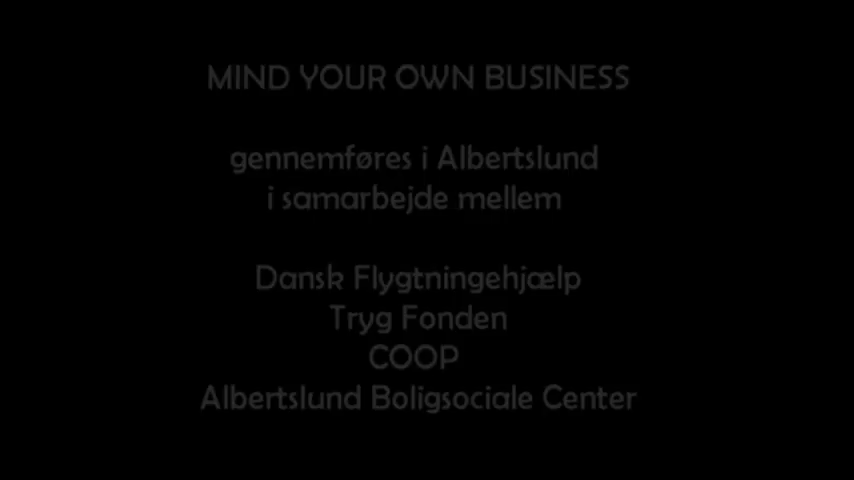 MIND YOUR OWN BUSINESS
gennemføres i Albertslund
i samarbejde mellem
Dansk Flygtningehjælp
Tryg Fonden
COOP
Albertslund Boligsociale Center